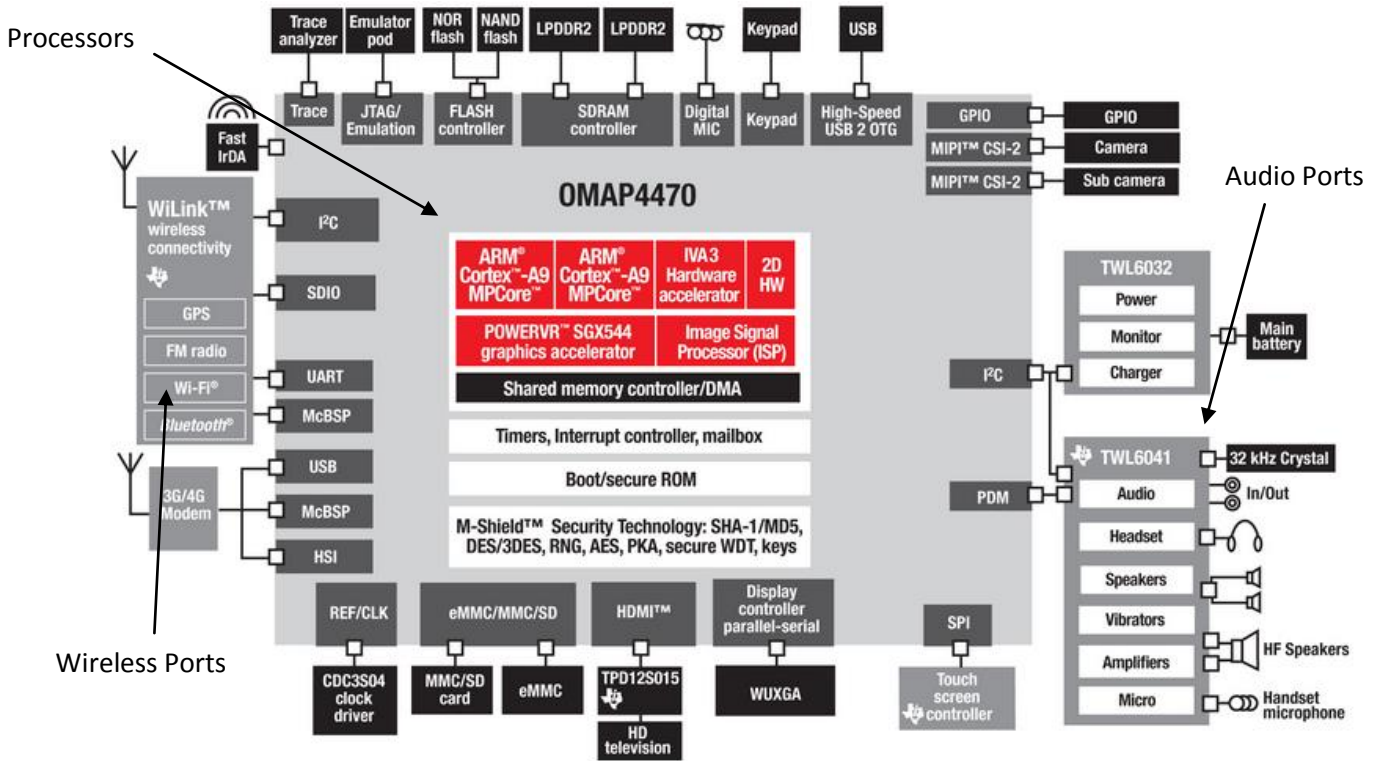 Processors
Trace
analyzer
Emulator
pod
NOR
flash
NAND
flash
LPDDR2
LPDDR2
Keypad
USB
Trace
JTAG/
Emulation
FLASH
controller
SDRAM
controller
Digital
MIC
Keypad
High-Speed
USB 2 OTG
GPIO
GPIO
MIPI™ CSI-2
Camera
MIPI™ CSI-2
Sub camera
Fast
IrDA
Audio Ports
OMAP4470
WiLink™
wireless
connectivity
GPS
FM radio
Wi-Fi®
Bluetooth®
I²C
SDIO
UART
McBSP
3G/4G
Modem
USB
McBSP
HSI
ARM®
Cortex™-A9
MPCore™
ARM®
Cortex™-A9
MPCore™
IVA3
Hardware
accelerator
2D
HW
POWERVR™ SGX544
graphics accelerator
Image Signal
Processor (ISP)
Shared memory controller/DMA
Timers, Interrupt controller, mailbox
Boot/secure ROM
M-Shield™ Security Technology: SHA-1/MD5,
DES/3DES, RNG, AES, PKA, secure WDT, keys
I²C
PDM
TWL6032
Power
Monitor
Charger
Main
battery
TWL6041
32 kHz Crystal
Audio
In/Out
Headset
Speakers
Vibrators
Amplifiers
HF Speakers
Micro
Handset
microphone
Wireless Ports
REF/CLK
eMMC/MMC/SD
HDMI™
Display
controller
parallel-serial
SPI
CDC3S04
clock
driver
MMC/SD
card
eMMC
TPD12S015
HD
television
WUXGA
Touch
screen
controller